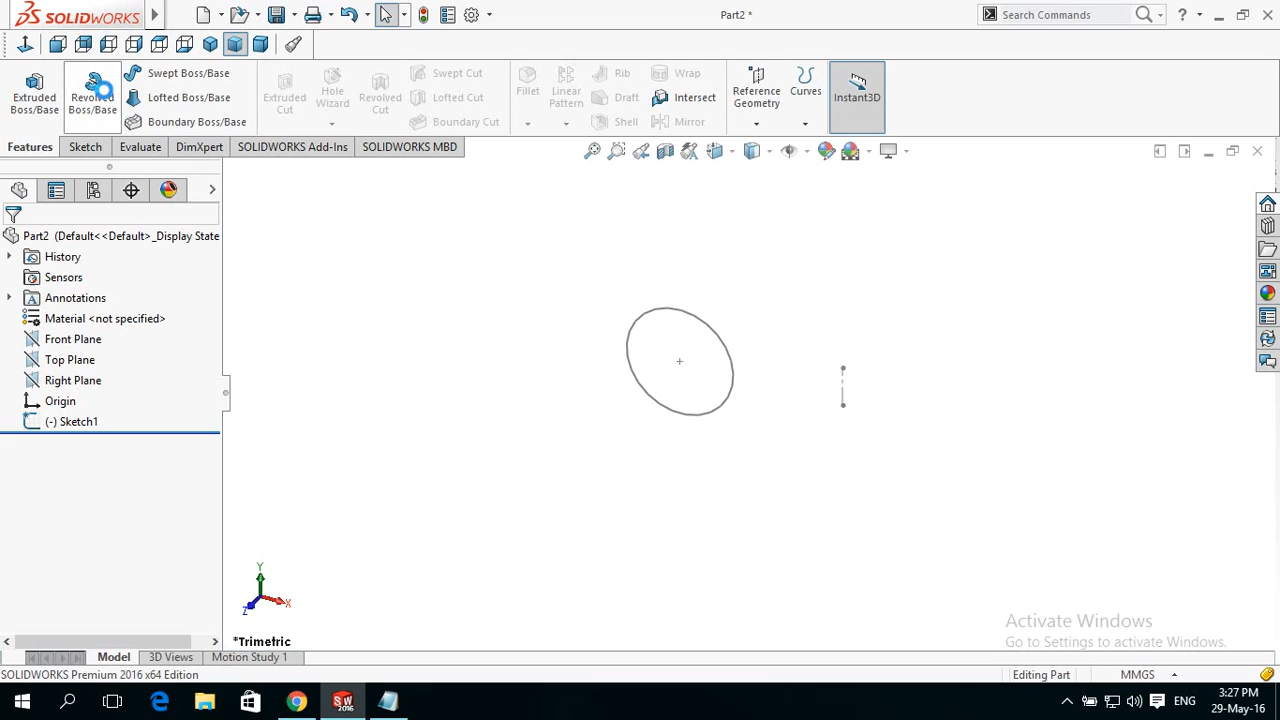 SOLIDWORKS
Part2 *
Search Commands
?
Extruded Boss/Base
Revolved Boss/Base
Swept Boss/Base
Lofted Boss/Base
Boundary Boss/Base
Extruded Cut
Hole Wizard
Revolved Cut
Swept Cut
Lofted Cut
Boundary Cut
Fillet
Linear Pattern
Rib
Draft
Shell
Wrap
Intersect
Mirror
Reference Geometry
Curves
Instant3D
Features
Sketch
Evaluate
DimXpert
SOLIDWORKS Add-Ins
SOLIDWORKS MBD
Part2 (Default<<Default>_Display State
History
Sensors
Annotations
Material <not specified>
Front Plane
Top Plane
Right Plane
Origin
(-) Sketch1
Y
X
Z
*Trimetric
Activate Windows
Go to Settings to activate Windows.
Model
3D Views
Motion Study 1
SOLIDWORKS Premium 2016 x64 Edition
Editing Part
MMGS
SW
2016
ENG
3:27 PM
29-May-16